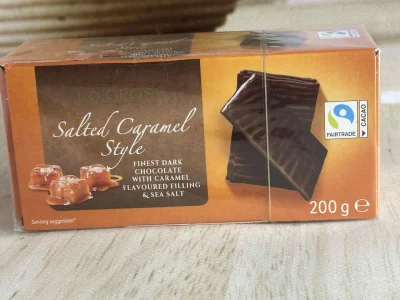 Salted Caramel
Style
FINEST DARK
CHOCOLATE
WITH CARAMEL
FLAVOURED FILLING
& SEA SALT
Serving suggestion*
FAIRTRADE
CACAO
200 g e